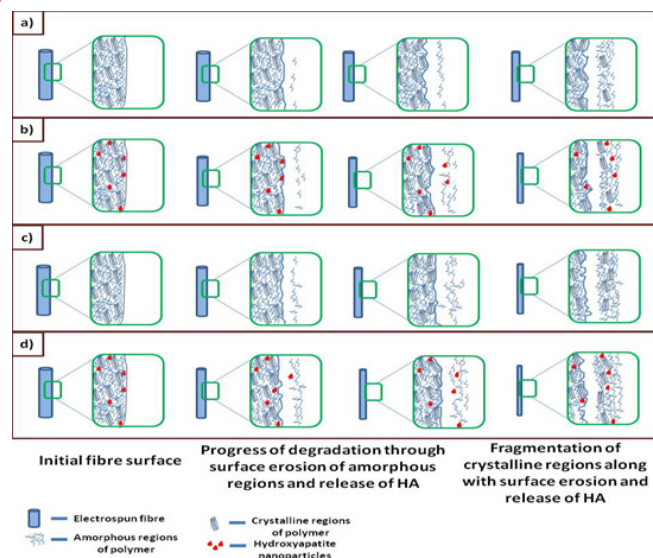 a)
b)
c)
d)
Initial fibre surface
Progress of degradation through
surface erosion of amorphous
regions and release of HA
Fragmentation of
crystalline regions along
with surface erosion and
release of HA
Electrospun fibre
Amorphous regions
of polymer
Crystalline regions
of polymer
Hydroxyapatite
nanoparticles